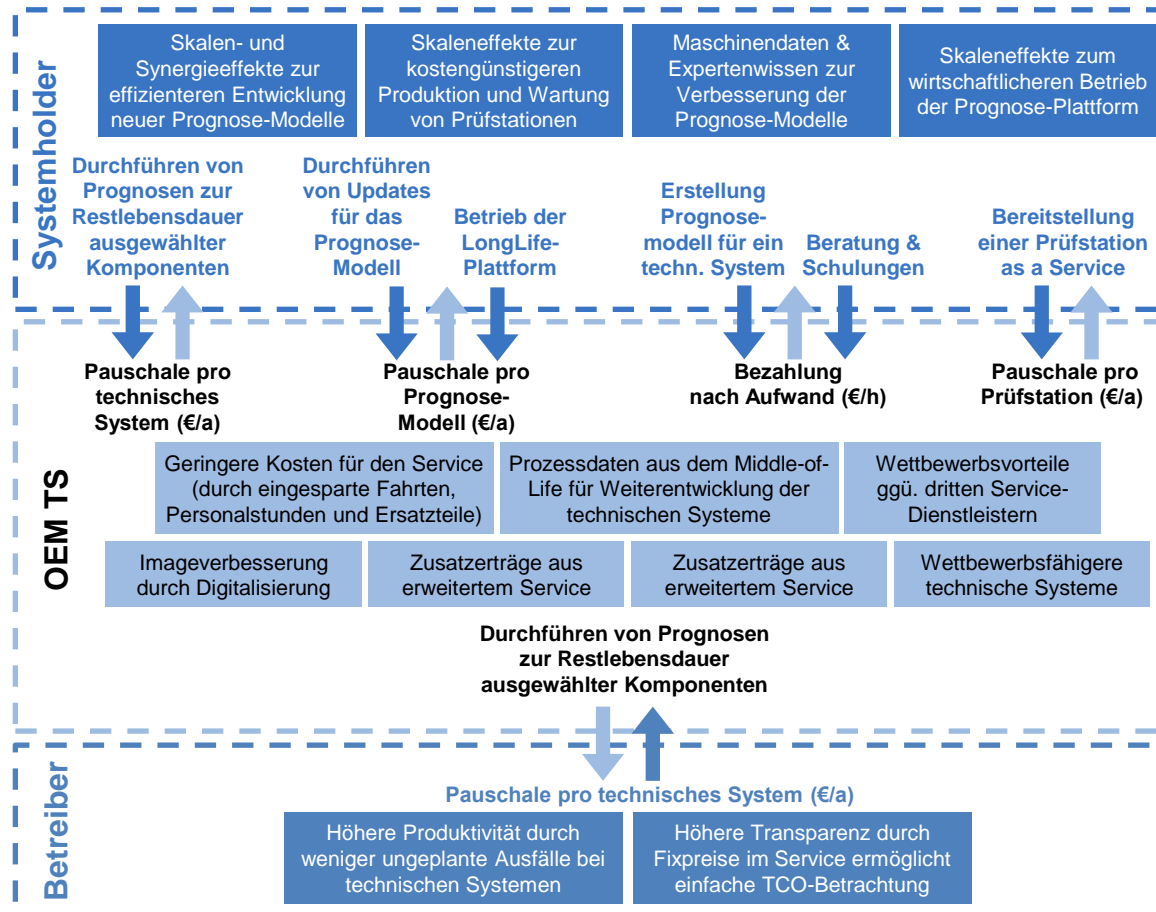 Systemholder
Skalen- und
Synergieeffekte zur
effizienteren Entwicklung
neuer Prognose-Modelle
Skaleneffekte zur
kostengünstigeren
Produktion und Wartung
von Prüfstationen
Maschinendaten &
Expertenwissen zur
Verbesserung der
Prognose-Modelle
Skaleneffekte zum
wirtschaftlicheren Betrieb
der Prognose-Plattform
Durchführen von
Prognosen zur
Restlebensdauer
ausgewählter
Komponenten
Durchführen
von Updates
für das
Prognose-
Modell
Betrieb der
LongLife-
Plattform
Erstellung
Prognose-
modell für ein
techn. System
Beratung &
Schulungen
Bereitstellung
einer Prüfstation
as a Service
OEM TS
Pauschale pro
technisches
System (€/a)
Pauschale pro
Prognose-
Modell (€/a)
Bezahlung
nach Aufwand (€/h)
Pauschale pro
Prüfstation (€/a)
Geringere Kosten für den Service
(durch eingesparte Fahrten,
Personalstunden und Ersatzteile)
Prozessdaten aus dem Middle-of-
Life für Weiterentwicklung der
technischen Systeme
Wettbewerbsvorteile
ggü. dritten Service-
Dienstleistern
Imageverbesserung
durch Digitalisierung
Zusatzerträge aus
erweitertem Service
Zusatzerträge aus
erweitertem Service
Wettbewerbsfähigere
technische Systeme
Durchführen von Prognosen
zur Restlebensdauer
ausgewählter Komponenten
Betreiber
Pauschale pro technisches System (€/a)
Höhere Produktivität durch
weniger ungeplante Ausfälle bei
technischen Systemen
Höhere Transparenz durch
Fixpreise im Service ermöglicht
einfache TCO-Betrachtung